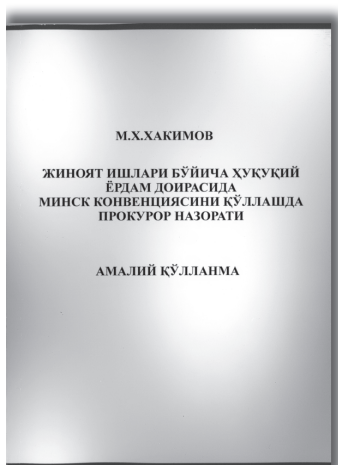 М.Х.ХАКИМОВ
ЖИНОЯТ ИШЛАРИ БЎЙИЧА ҲУҚУҚИЙ
ЁРДАМ ДОИРАСИДА
МИНСК КОНВЕНЦИЯСИНИ ҚЎЛЛАШДА
ПРОКУРОР НАЗОРАТИ
АМАЛИЙ ҚЎЛЛАНМА